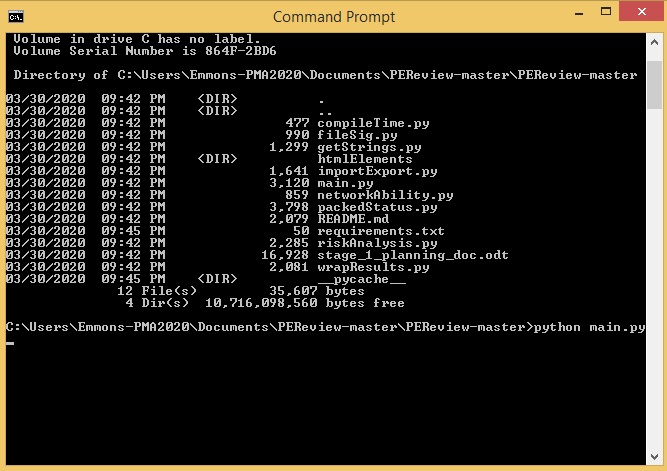 Command Prompt
Volume in drive C has no label.
Volume Serial Number is 864F-2BD6
Directory of C:\Users\Emmons-PMA2020\Documents\PEReview-master\PEReview-master
03/30/2020  09:42 PM    <DIR>          .
03/30/2020  09:42 PM    <DIR>          ..
03/30/2020  09:42 PM               477 compileTime.py
03/30/2020  09:42 PM               990 fileSig.py
03/30/2020  09:42 PM             1,299 getStrings.py
03/30/2020  09:42 PM    <DIR>          htmlElements
03/30/2020  09:42 PM             1,641 importExport.py
03/30/2020  09:42 PM             3,120 main.py
03/30/2020  09:42 PM               859 networkAbility.py
03/30/2020  09:42 PM             3,798 packedStatus.py
03/30/2020  09:42 PM             2,079 README.md
03/30/2020  09:45 PM                50 requirements.txt
03/30/2020  09:42 PM             2,285 riskAnalysis.py
03/30/2020  09:42 PM            16,928 stage_1_planning_doc.odt
03/30/2020  09:42 PM             2,081 wrapResults.py
03/30/2020  09:45 PM    <DIR>          __pycache__
12 File(s)         35,607 bytes
4 Dir(s)  10,716,098,560 bytes free
C:\Users\Emmons-PMA2020\Documents\PEReview-master\PEReview-master>python main.py